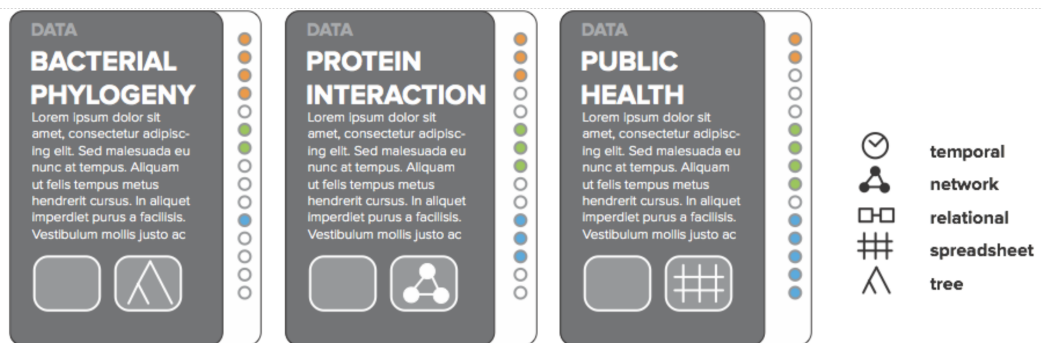 DATA
BACTERIAL
PHYLOGENY
Lorem ipsum dolor sit
amet, consectetur adipisc-
ing elit. Sed malesuada eu
nunc at tempus. Aliquam
ut felis tempus metus
hendrerit cursus. In aliquet
imperdiet purus a facilisis.
Vestibulum mollis justo ac
DATA
PROTEIN
INTERACTION
Lorem ipsum dolor sit
amet, consectetur adipisc-
ing elit. Sed malesuada eu
nunc at tempus. Aliquam
ut felis tempus metus
hendrerit cursus. In aliquet
imperdiet purus a facilisis.
Vestibulum mollis justo ac
DATA
PUBLIC
HEALTH
Lorem ipsum dolor sit
amet, consectetur adipisc-
ing elit. Sed malesuada eu
nunc at tempus. Aliquam
ut felis tempus metus
hendrerit cursus. In aliquet
imperdiet purus a facilisis.
Vestibulum mollis justo ac
temporal
network
relational
spreadsheet
tree